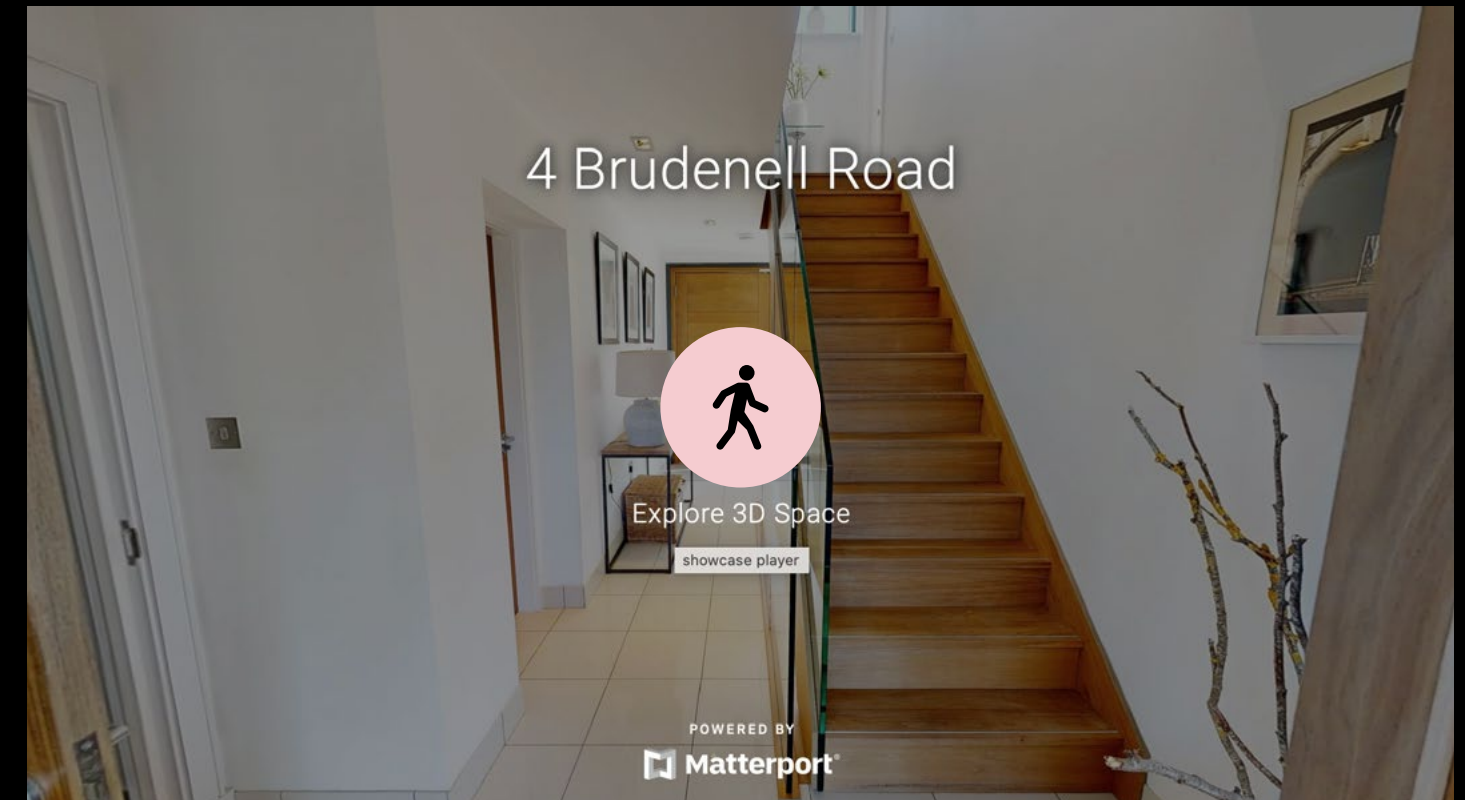 4 Brudenell Road
Explore 3D Space
showcase player
POWERED BY
Matterport®